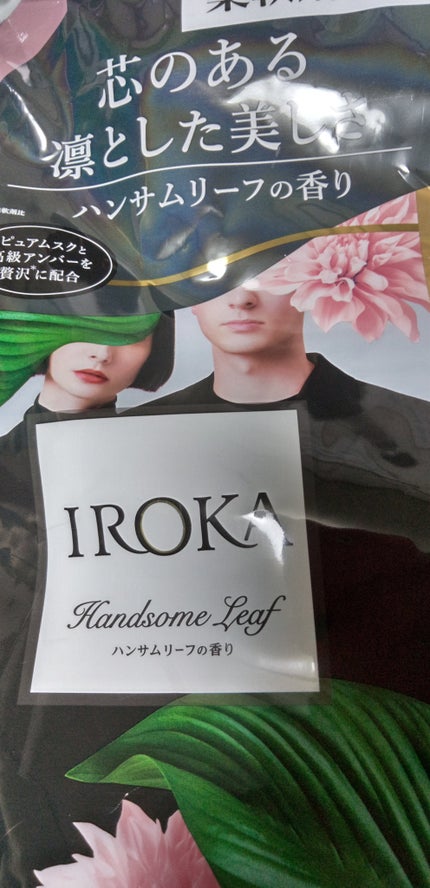 芯のある
凛とした美しさ
ハンサムリーフの香り
ピュアムスクと
高級アンバーを
贅沢*に配合
IROKA
Handsome Leaf
ハンサムリーフの香り